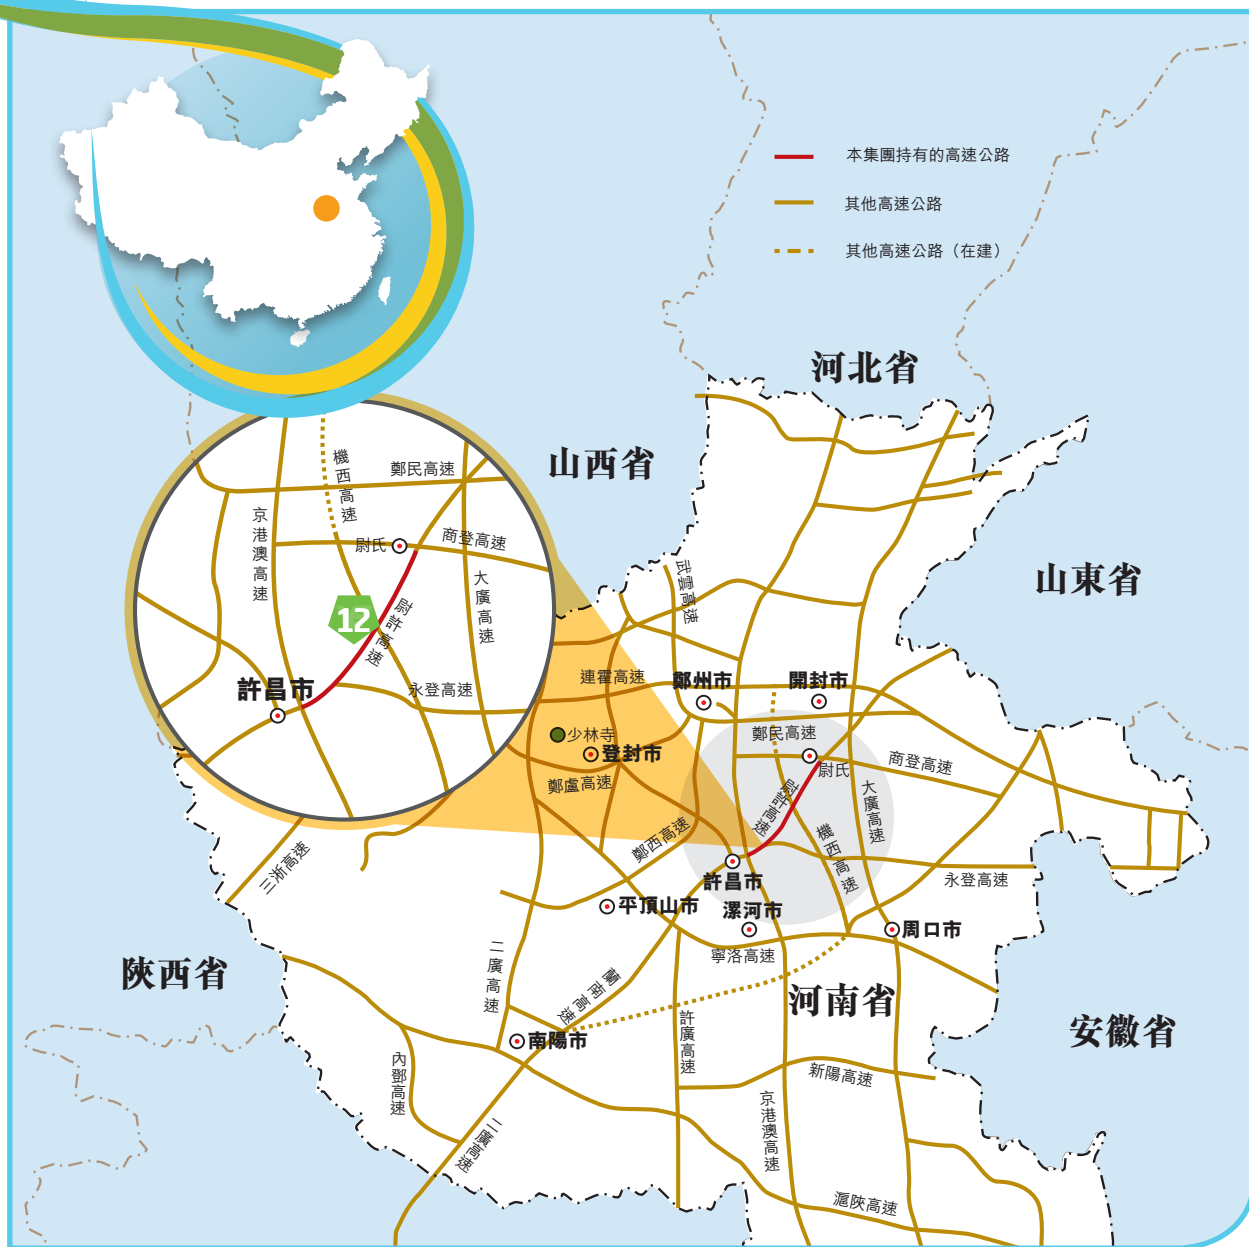 本集團持有的高速公路
其他高速公路
其他高速公路（在建）
河北省
山西省
山東省
陝西省
河南省
安徽省
機西高速
鄭民高速
京港澳高速
尉氏
商登高速
大廣高速
12
尉許高速
許昌市
永登高速
武雲高速
連霍高速
鄭州市
開封市
少林寺
登封市
鄭民高速
尉氏
商登高速
鄭盧高速
尉許高速
大廣高速
鄭西高速
機西高速
三淅高速
許昌市
永登高速
平頂山市
漯河市
周口市
寧洛高速
二廣高速
蘭南高速
南陽市
許廣高速
內鄧高速
新陽高速
京港澳高速
二廣高速
滬陝高速